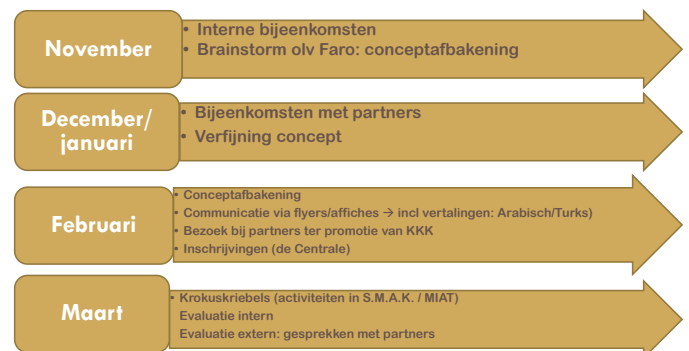 November
• Interne bijeenkomsten
• Brainstorm olv Faro: conceptafbakening
December/
januari
• Bijeenkomsten met partners
• Verfijning concept
Februari
• Conceptafbakening
• Communicatie via flyers/affiches → incl vertalingen: Arabisch/Turks)
• Bezoek bij partners ter promotie van KKK
• Inschrijvingen (de Centrale)
Maart
• Krokuskriebels (activiteiten in S.M.A.K. / MIAT)
Evaluatie intern
Evaluatie extern: gesprekken met partners